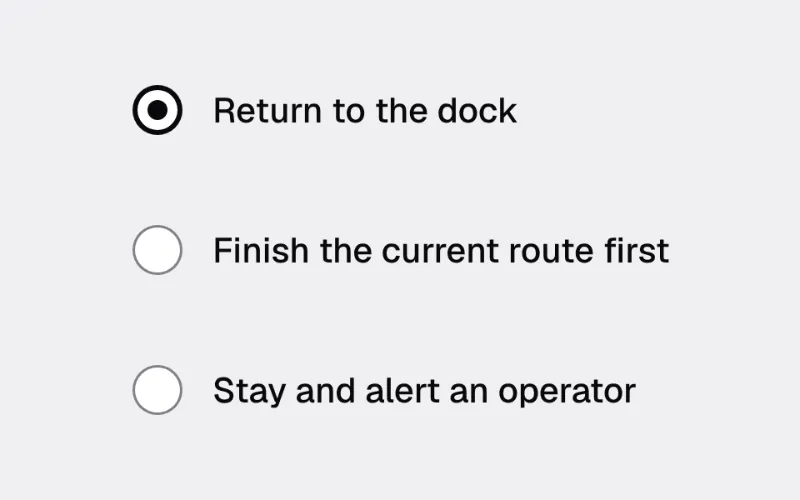 Return to the dock
Finish the current route first
Stay and alert an operator